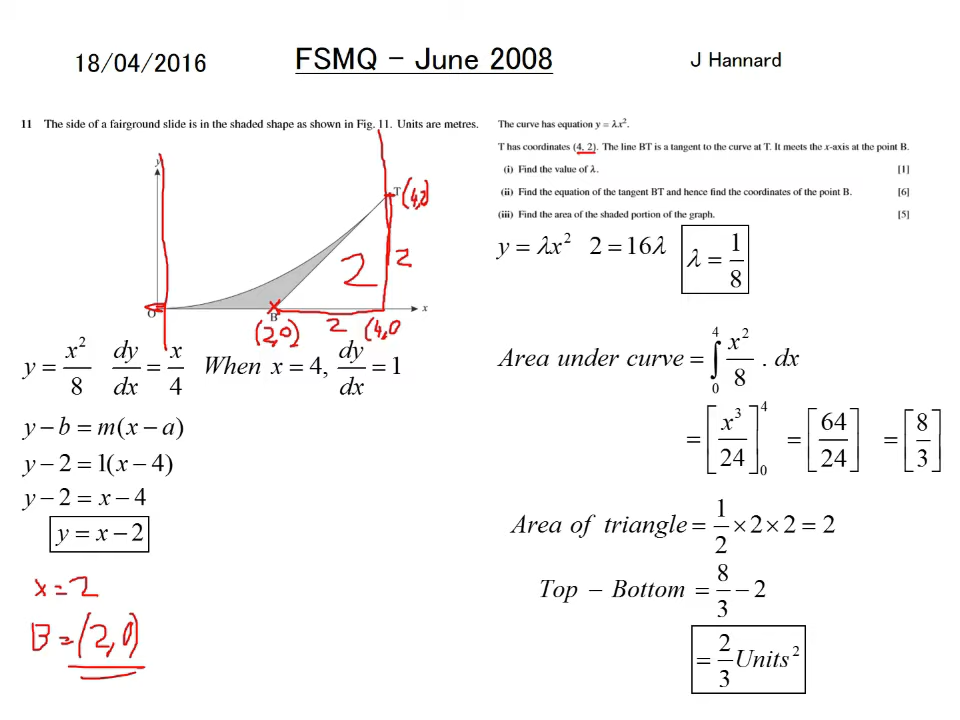 18/04/2016
FSMQ – June 2008
J Hannard
11 The side of a fairground slide is in the shaded shape as shown in Fig. 11. Units are metres.
y
T (4,2)
2
2
O
B
x
(2,0)
2
(4,0
The curve has equation y = λx².
T has coordinates (4, 2). The line BT is a tangent to the curve at T. It meets the x-axis at the point B.
(i) Find the value of λ. [1]
(ii) Find the equation of the tangent BT and hence find the coordinates of the point B. [6]
(iii) Find the area of the shaded portion of the graph. [5]
y = λx² 2 = 16λ λ = 1/8
y = x²/8 dy/dx = x/4 When x = 4, dy/dx = 1
y − b = m(x − a)
y − 2 = 1(x − 4)
y − 2 = x − 4
y = x − 2
x = 2
B = (2,0)
Area under curve = ∫₀⁴ x²/8 . dx
= [x³/24]₀⁴ = [64/24] = [8/3]
Area of triangle = 1/2 × 2 × 2 = 2
Top − Bottom = 8/3 − 2
= 2/3 Units²